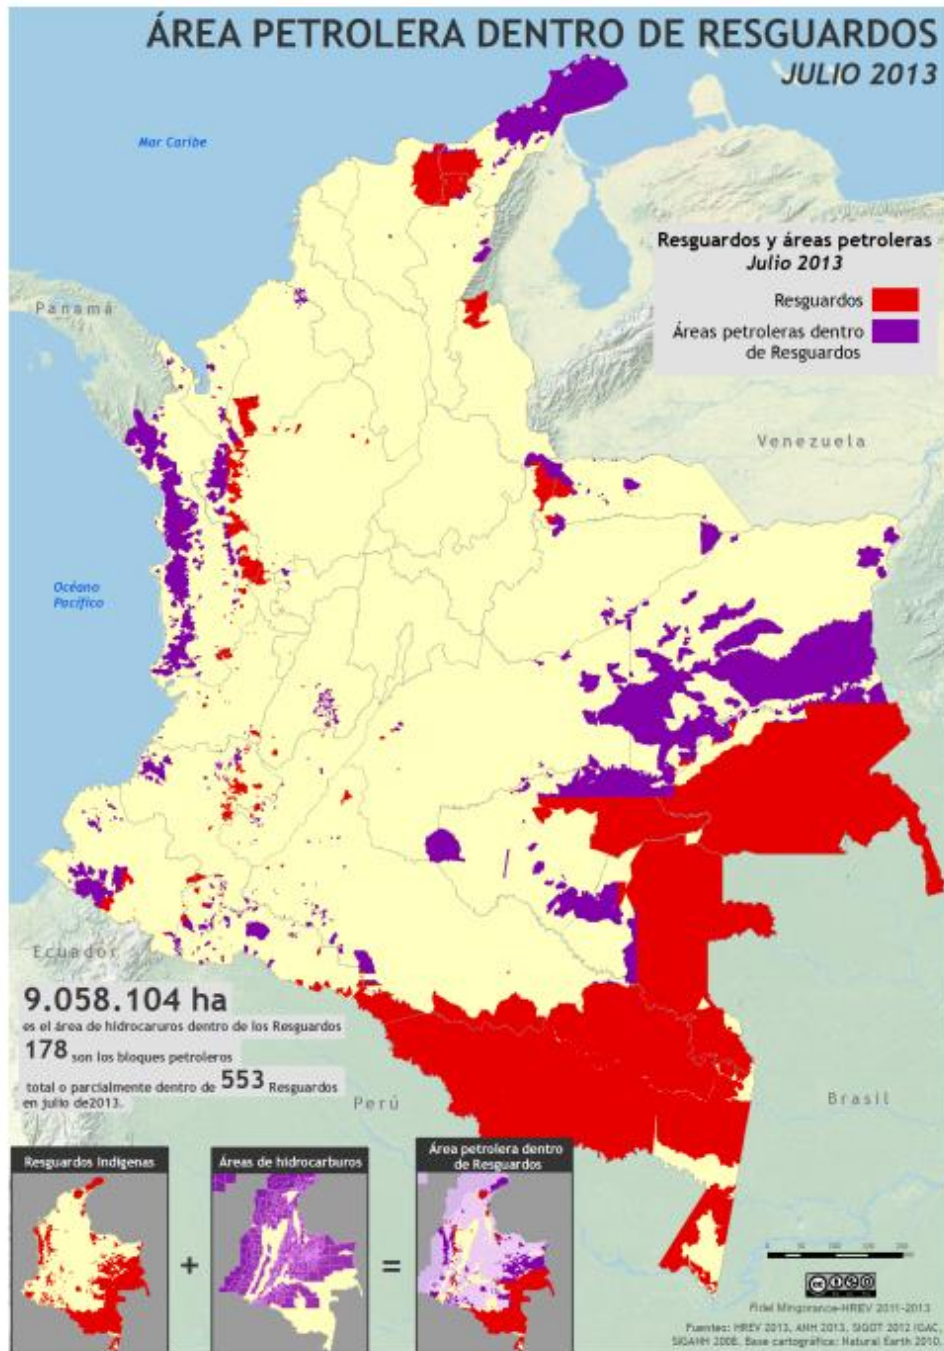 ÁREA PETROLERA DENTRO DE RESGUARDOS
JULIO 2013
Mar Caribe
Resguardos y áreas petroleras
Julio 2013
Resguardos
Áreas petroleras dentro
de Resguardos
Panamá
Venezuela
Océano
Pacífico
Ecuador
9.058.104 ha
es el área de hidrocaruros dentro de los Resguardos
178 son los bloques petroleros
total o parcialmente dentro de 553 Resguardos
en julio de2013.
Perú
Brasil
Resguardos Indígenas
Áreas de hidrocarburos
Área petrolera dentro
de Resguardos
+
=
Fidel Mingorance-HREV 2011-2013
Fuentes: HREV 2013, ANH 2013, SIGOT 2012 IGAC,
SIGANH 2008. Base cartográfica: Natural Earth 2010.